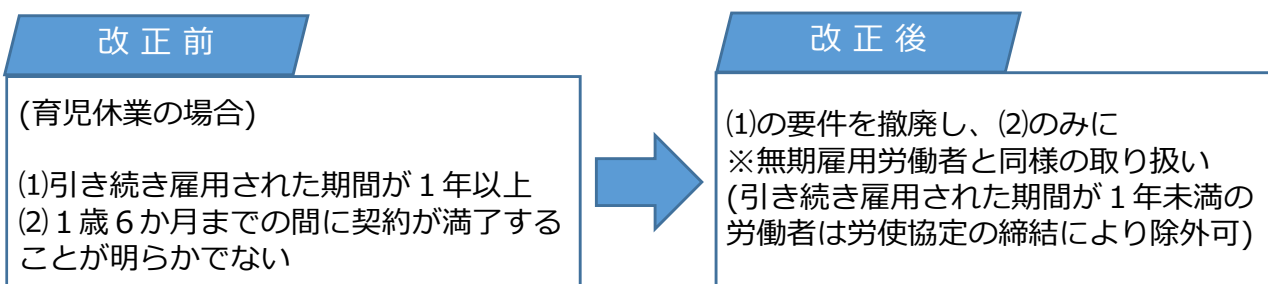 改正前
(育児休業の場合)
⑴引き続き雇用された期間が１年以上
⑵１歳６か月までの間に契約が満了する
ことが明らかでない
改正後
⑴の要件を撤廃し、⑵のみに
※無期雇用労働者と同様の取り扱い
(引き続き雇用された期間が１年未満の
労働者は労使協定の締結により除外可)